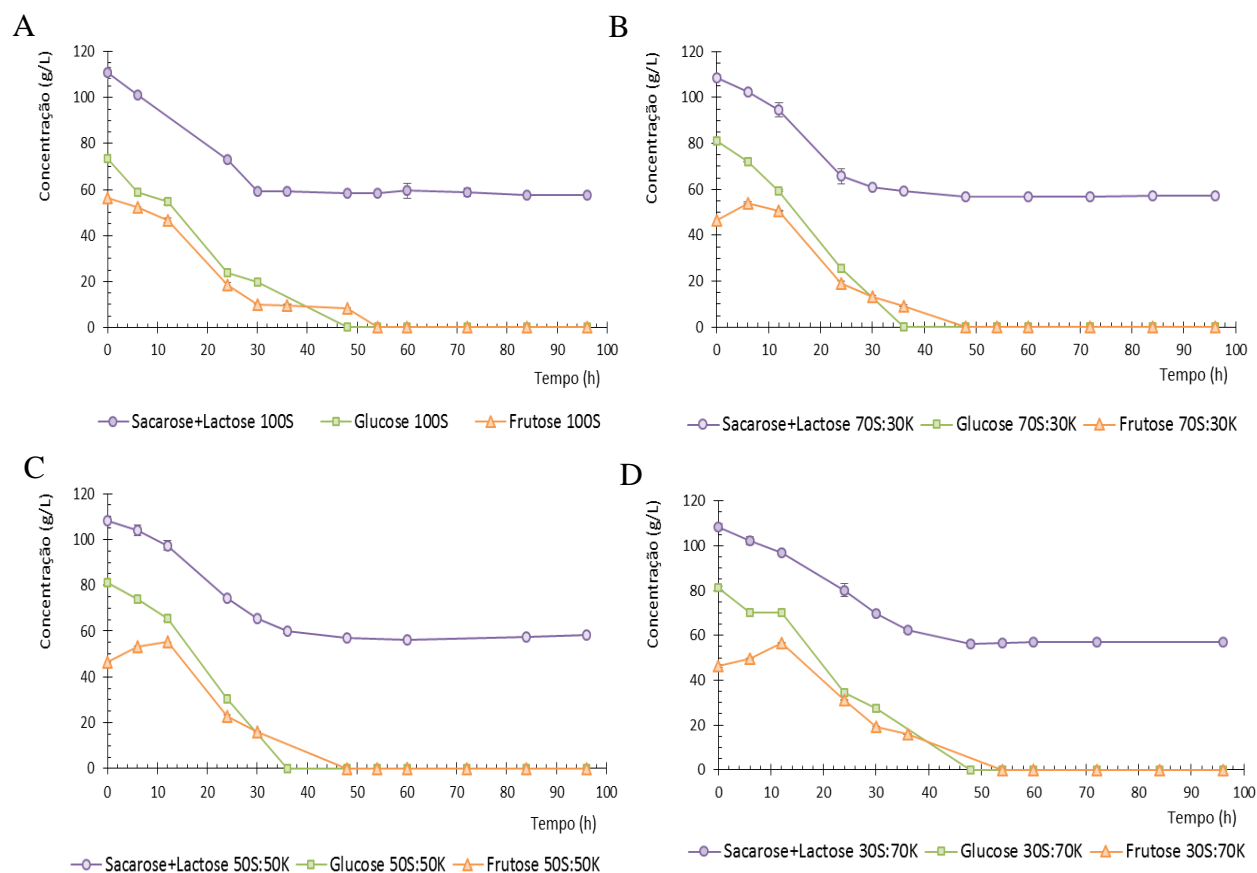 A
Concentração (g/L)
120
100
80
60
40
20
0
0 10 20 30 40 50 60 70 80 90 100
Tempo (h)
Sacarose+Lactose 100S Glucose 100S Frutose 100S
B
Concentração (g/L)
120
100
80
60
40
20
0
0 10 20 30 40 50 60 70 80 90 100
Tempo (h)
Sacarose+Lactose 70S:30K Glucose 70S:30K Frutose 70S:30K
C
Concentração (g/L)
120
100
80
60
40
20
0
0 10 20 30 40 50 60 70 80 90 100
Tempo (h)
Sacarose+Lactose 50S:50K Glucose 50S:50K Frutose 50S:50K
D
Concentração (g/L)
120
100
80
60
40
20
0
0 10 20 30 40 50 60 70 80 90 100
Tempo (h)
Sacarose+Lactose 30S:70K Glucose 30S:70K Frutose 30S:70K